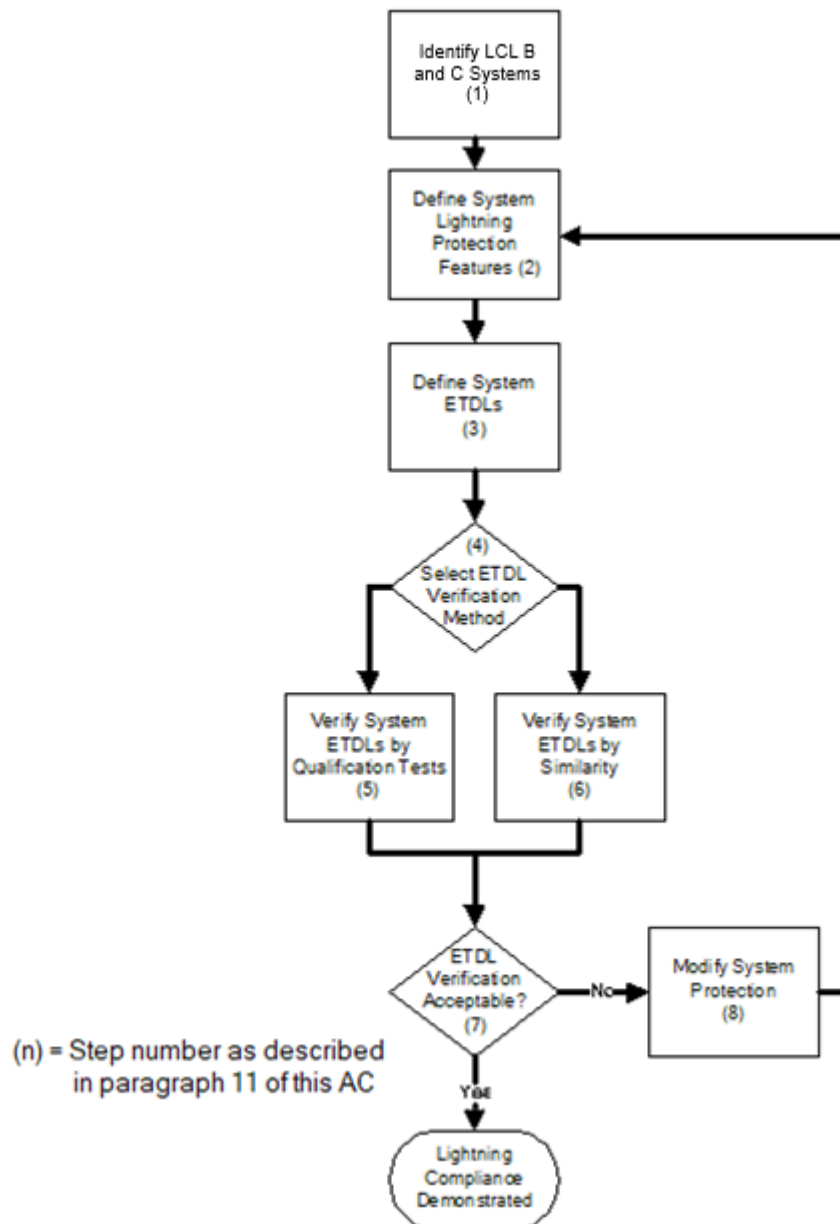 Identify LCL B
and C Systems
(1)
Define System
Lightning
Protection
Features (2)
Define System
ETDLs
(3)
(4)
Select ETDL
Verification
Method
Verify System
ETDLs by
Qualification Tests
(5)
Verify System
ETDLs by
Similarity
(6)
ETDL
Verification
Acceptable?
(7)
No
Modify System
Protection
(8)
(n) = Step number as described
in paragraph 11 of this AC
Yes
Lightning
Compliance
Demonstrated